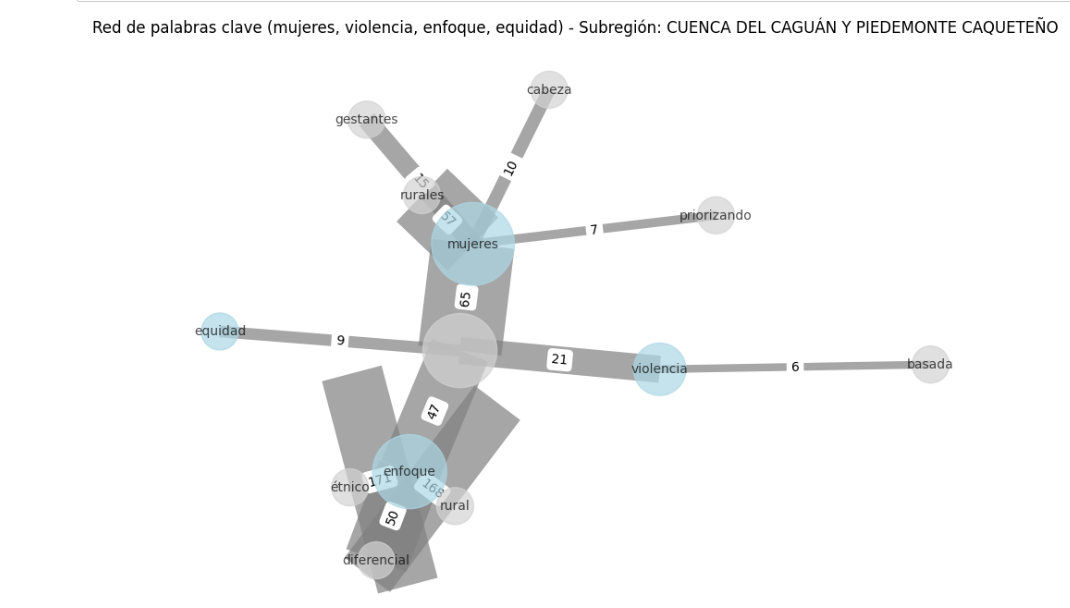 Red de palabras clave (mujeres, violencia, enfoque, equidad) - Subregión: CUENCA DEL CAGUÁN Y PIEDEMONTE CAQUETEÑO
cabeza
gestantes
15
10
rurales
57
priorizando
7
mujeres
65
equidad
9
21
violencia
6
basada
47
enfoque
étnico
171
168
rural
50
diferencial